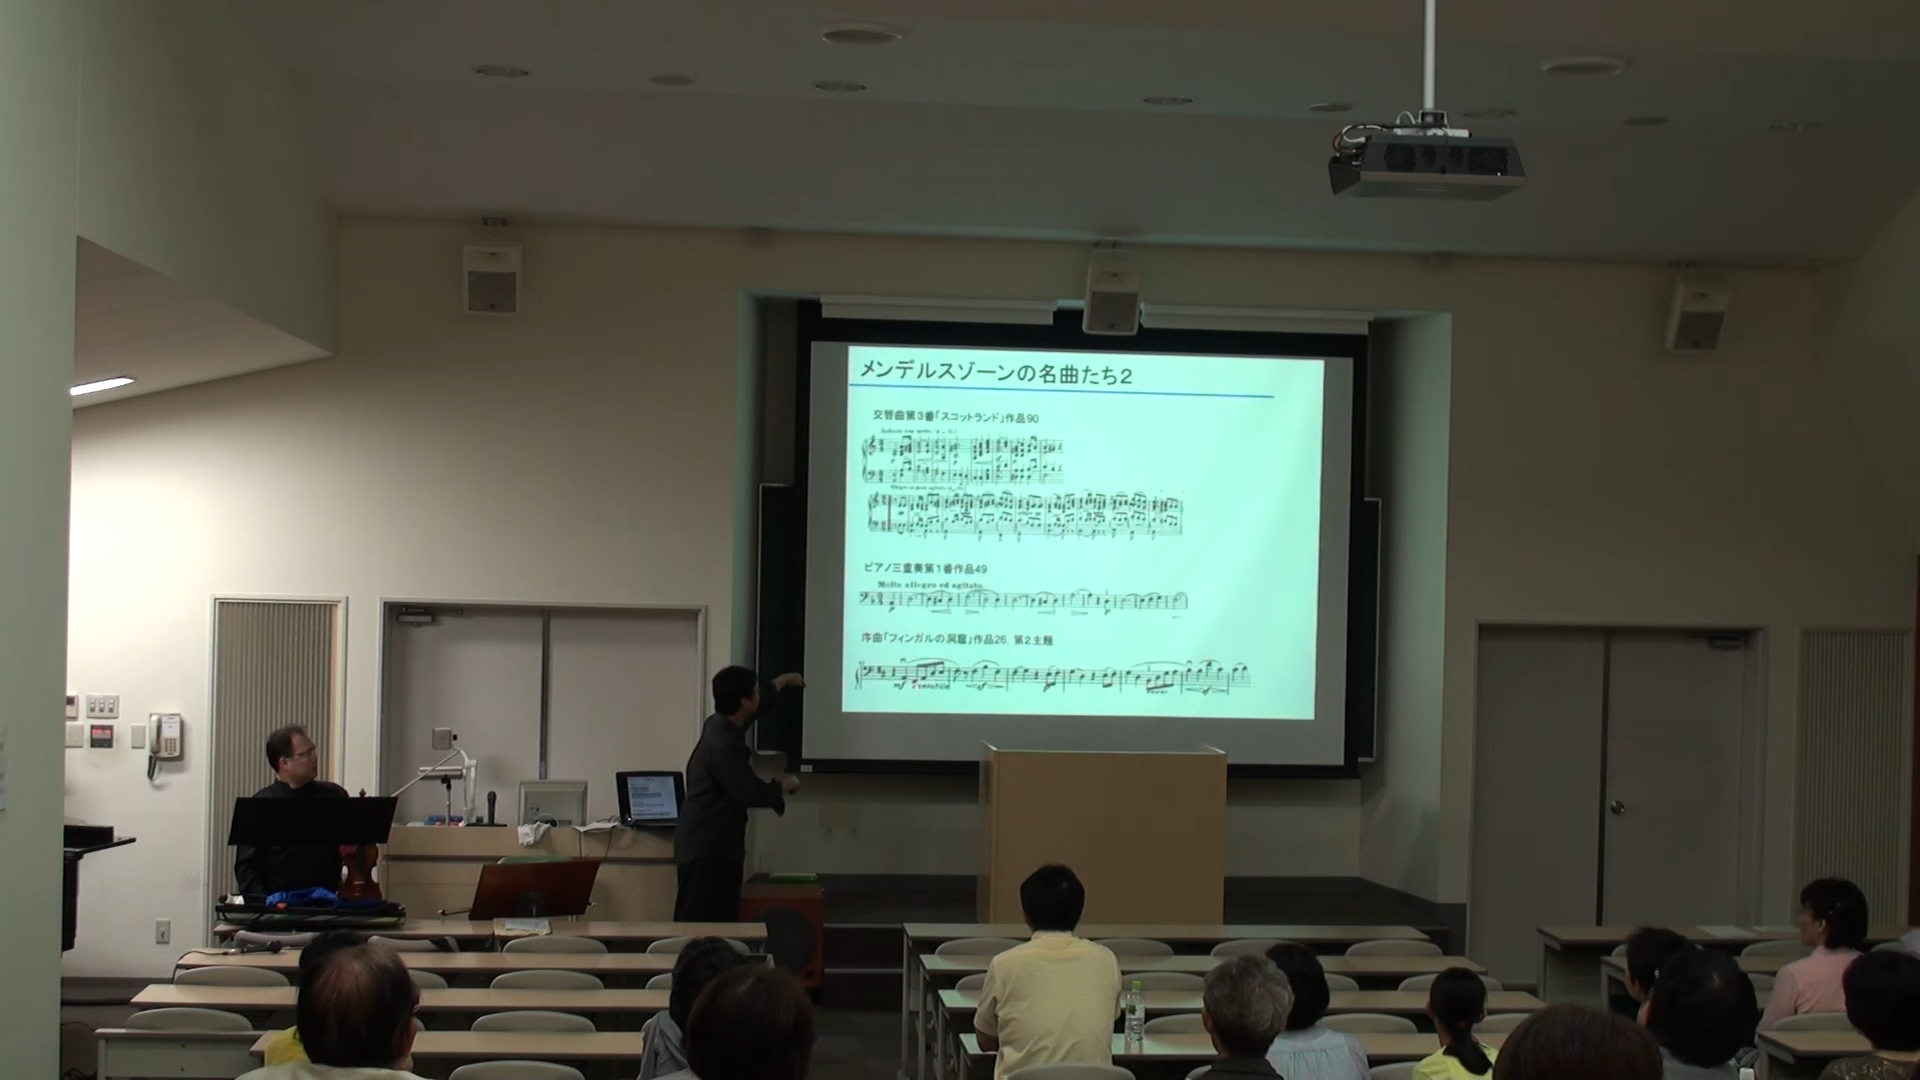 メンデルスゾーンの名曲たち2
交響曲第3番「スコットランド」作品90
ピアノ三重奏第1番作品49
Molto allegro ed agitato
序曲「フィンガルの洞窟」作品26、第2主題
mf